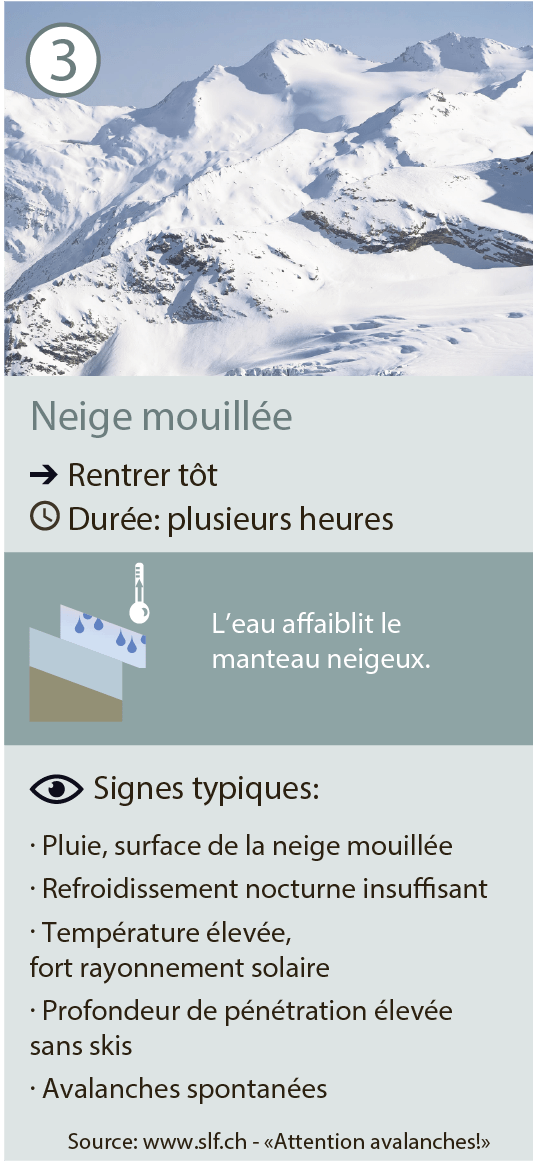 3
Neige mouillée
➔ Rentrer tôt
Durée: plusieurs heures
L’eau affaiblit le
manteau neigeux.
Signes typiques:
· Pluie, surface de la neige mouillée
· Refroidissement nocturne insuffisant
· Température élevée,
fort rayonnement solaire
· Profondeur de pénétration élevée
sans skis
· Avalanches spontanées
Source: www.slf.ch - «Attention avalanches!»